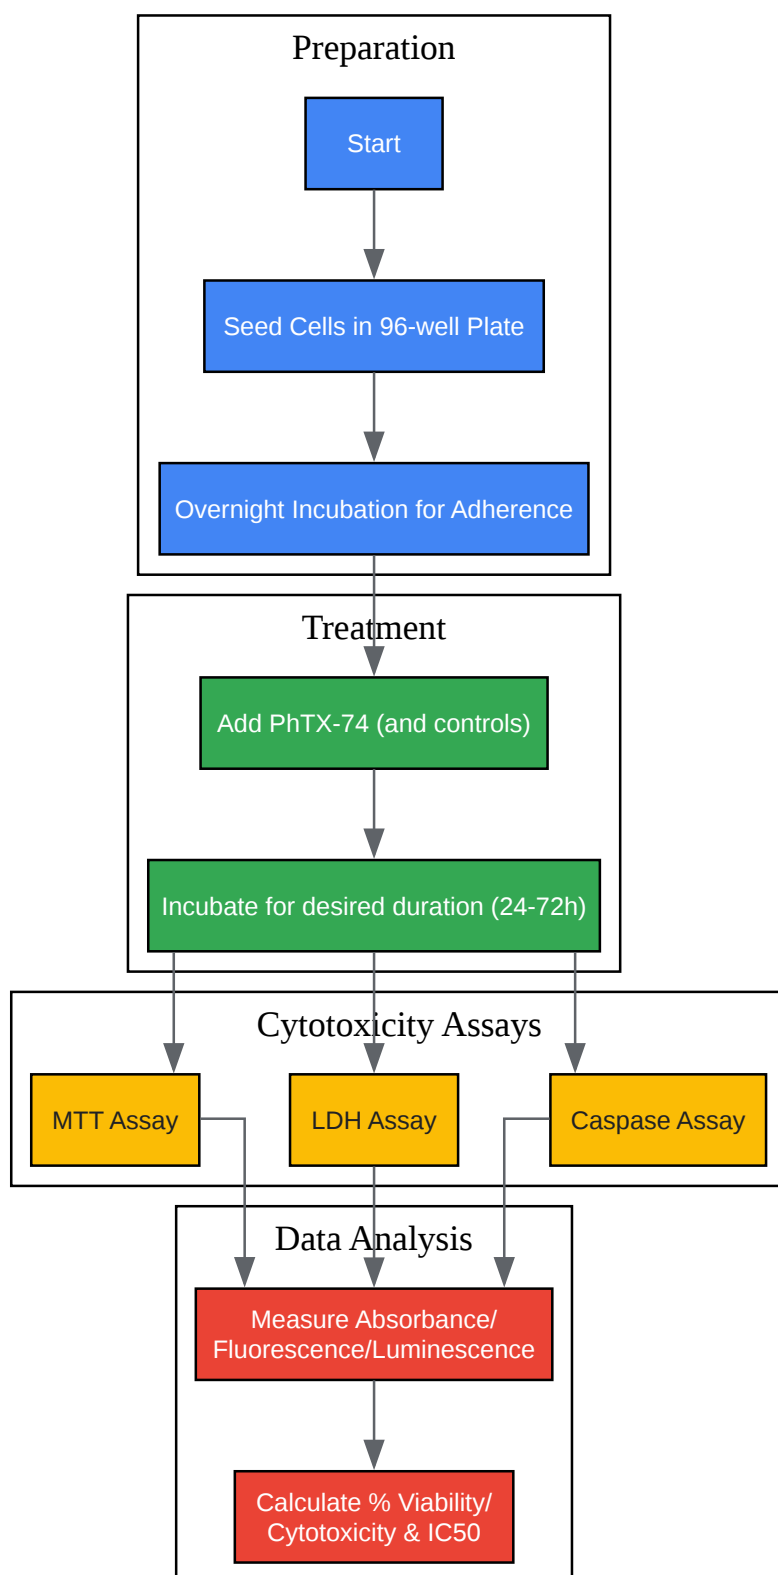 Preparation
Start
Seed Cells in 96-well Plate
Overnight Incubation for Adherence
Treatment
Add PhTX-74 (and controls)
Incubate for desired duration (24-72h)
Cytotoxicity Assays
MTT Assay
LDH Assay
Caspase Assay
Data Analysis
Measure Absorbance/
Fluorescence/Luminescence
Calculate % Viability/
Cytotoxicity & IC50